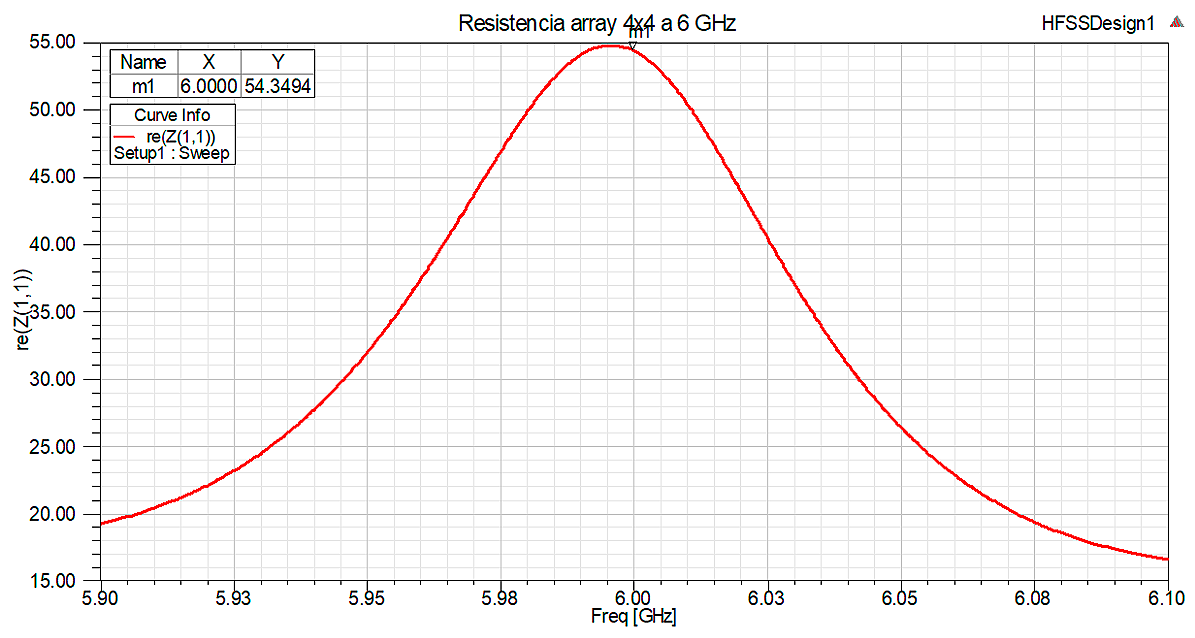 Resistencia array 4x4 a 6 GHz
HFSSDesign1
m1
Name X Y
m1 6.0000 54.3494
Curve Info
re(Z(1,1))
Setup1 : Sweep
55.00
50.00
45.00
40.00
35.00
30.00
25.00
20.00
15.00
re(Z(1,1))
5.90 5.93 5.95 5.98 6.00 6.03 6.05 6.08 6.10
Freq [GHz]